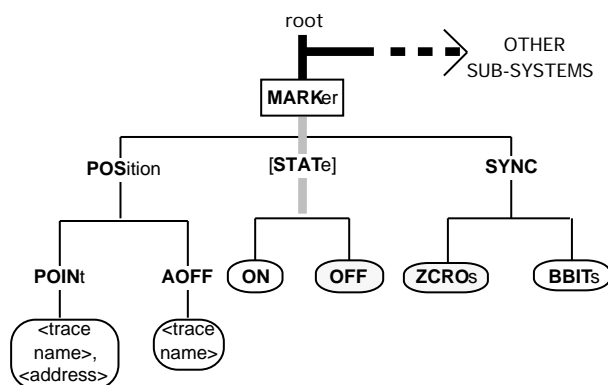 root
OTHER
SUB-SYSTEMS
MARKer
POSition
[STATe]
SYNC
POINt
AOFF
ON
OFF
ZCROs
BBITs
<trace
name>,
<address>
<trace
name>